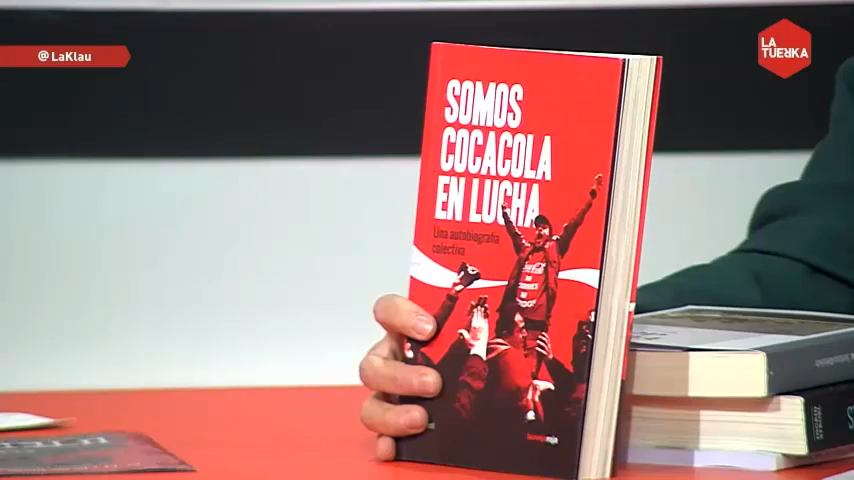 @LaKlau
LA
TUERKA
SOMOS
COCACOLA
EN LUCHA
Una autobiografía
colectiva